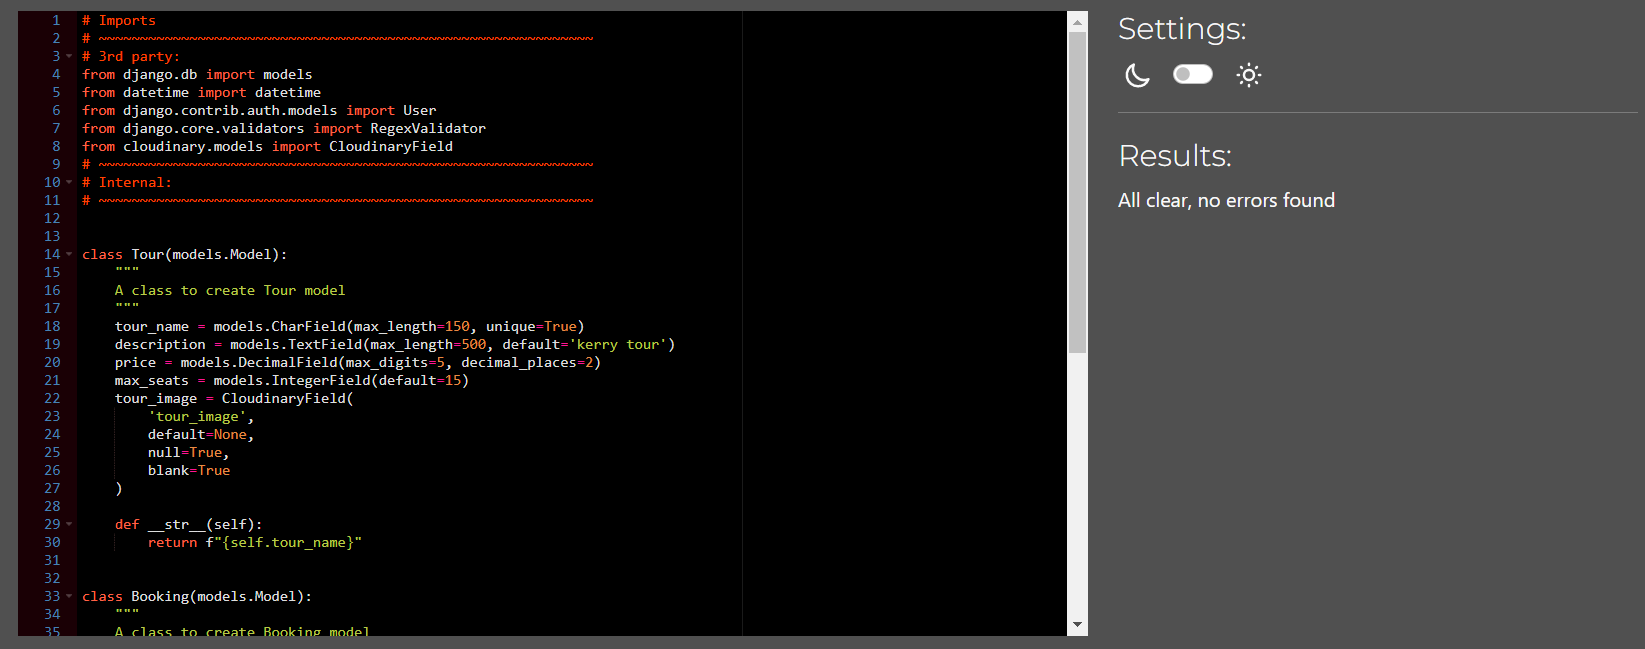 1 # Imports
2 # ~~~~~~~~~~~~~~~~~~~~~~~~~~~~~~~~~~~~~~~~~~~~~~~~~~~~~~~~~~~~
3 # 3rd party:
4 from django.db import models
5 from datetime import datetime
6 from django.contrib.auth.models import User
7 from django.core.validators import RegexValidator
8 from cloudinary.models import CloudinaryField
9 # ~~~~~~~~~~~~~~~~~~~~~~~~~~~~~~~~~~~~~~~~~~~~~~~~~~~~~~~~~~~~
10 # Internal:
11 # ~~~~~~~~~~~~~~~~~~~~~~~~~~~~~~~~~~~~~~~~~~~~~~~~~~~~~~~~~~~~
12
13
14 class Tour(models.Model):
15     """
16     A class to create Tour model
17     """
18     tour_name = models.CharField(max_length=150, unique=True)
19     description = models.TextField(max_length=500, default='kerry tour')
20     price = models.DecimalField(max_digits=5, decimal_places=2)
21     max_seats = models.IntegerField(default=15)
22     tour_image = CloudinaryField(
23         'tour_image',
24         default=None,
25         null=True,
26         blank=True
27     )
28
29     def __str__(self):
30         return f"{self.tour_name}"
31
32
33 class Booking(models.Model):
34     """
35     A class to create Booking model
Settings:
Results:
All clear, no errors found